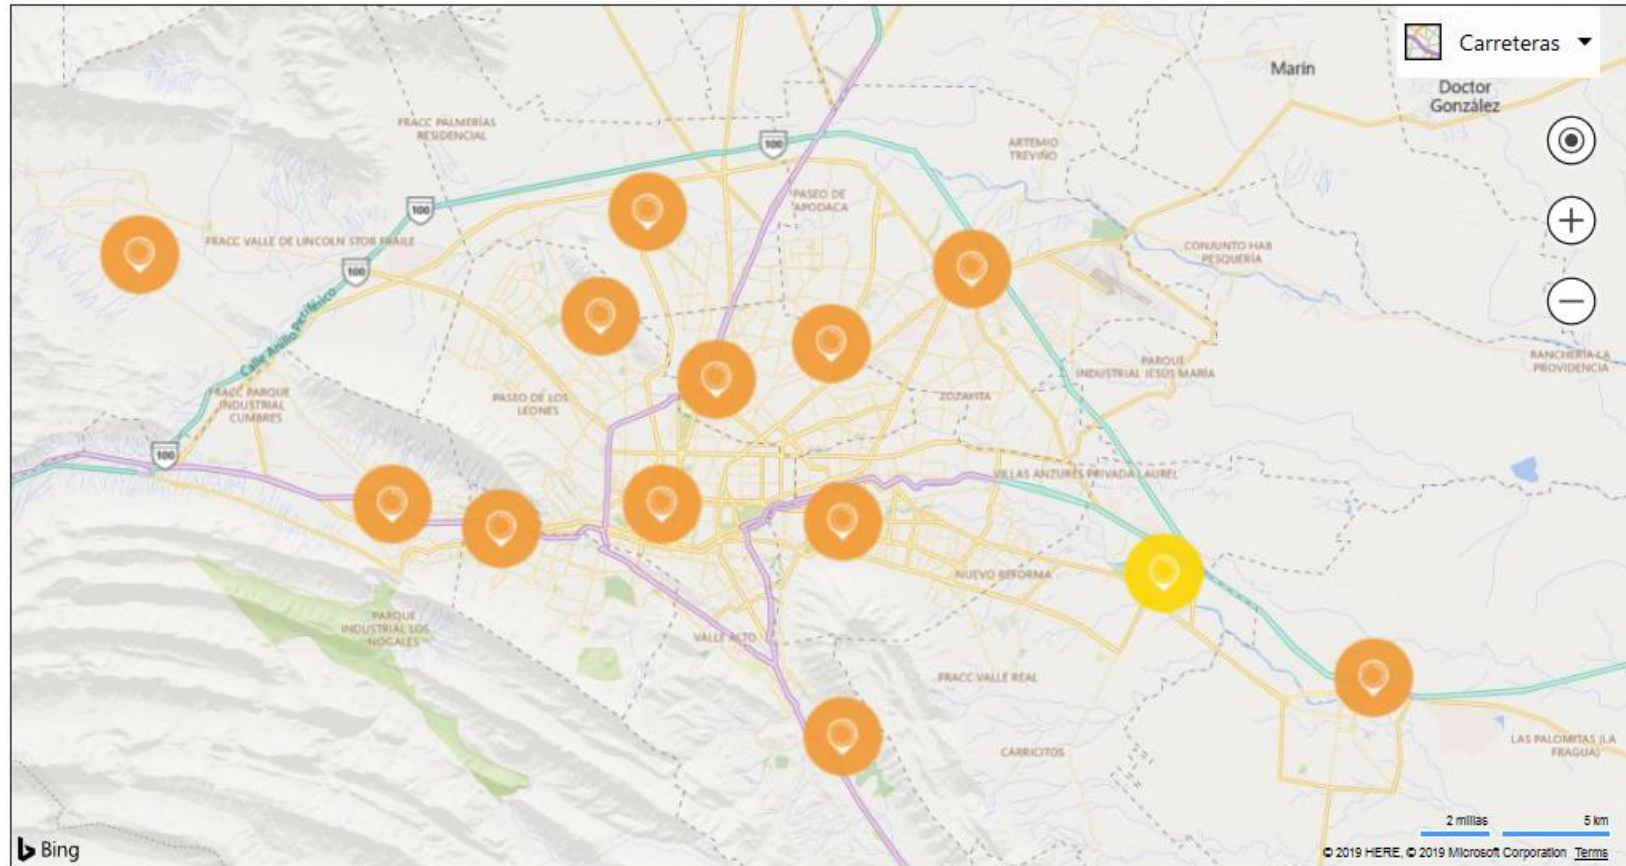 Carreteras
Marín
Doctor
González
FRACC PALMERÍAS
RESIDENCIAL
100
ARTEMIO
TREVIÑO
PASEO DE
APODACA
100
FRACC VALLE DE LINCOLN STOR FRAILE
CONJUNTO HAB
PESQUERÍA
100
Calle Anillo Periférico
RANCHERÍA LA
PROVIDENCIA
PARQUE
INDUSTRIAL JESÚS MARÍA
FRACC PARQUE
INDUSTRIAL
CUMBRES
PASEO DE LOS
LEONES
ZOZAYITA
100
VILLAS ANZURES PRIVADA LAUREL
NUEVO REFORMA
PARQUE
INDUSTRIAL LOS
NOGALES
VALLE ALTO
FRACC VALLE REAL
CARRICITOS
LAS PALOMITAS (LA
FRAGUA)
2 millas
5 km
Bing
© 2019 HERE, © 2019 Microsoft Corporation Terms